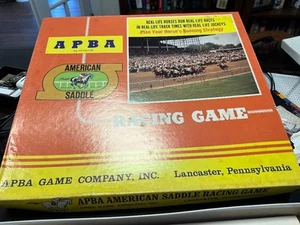 REAL LIFE HORSES RUN REAL LIFE RACES
IN REAL LIFE TRACK TIMES WITH REAL LIFE JOCKEYS
Plan Your Horse's Running Strategy
APBA
AMERICAN
SADDLE
RACING GAME
APBA GAME COMPANY, INC. Lancaster, Pennsylvania
APBA AMERICAN SADDLE RACING GAME